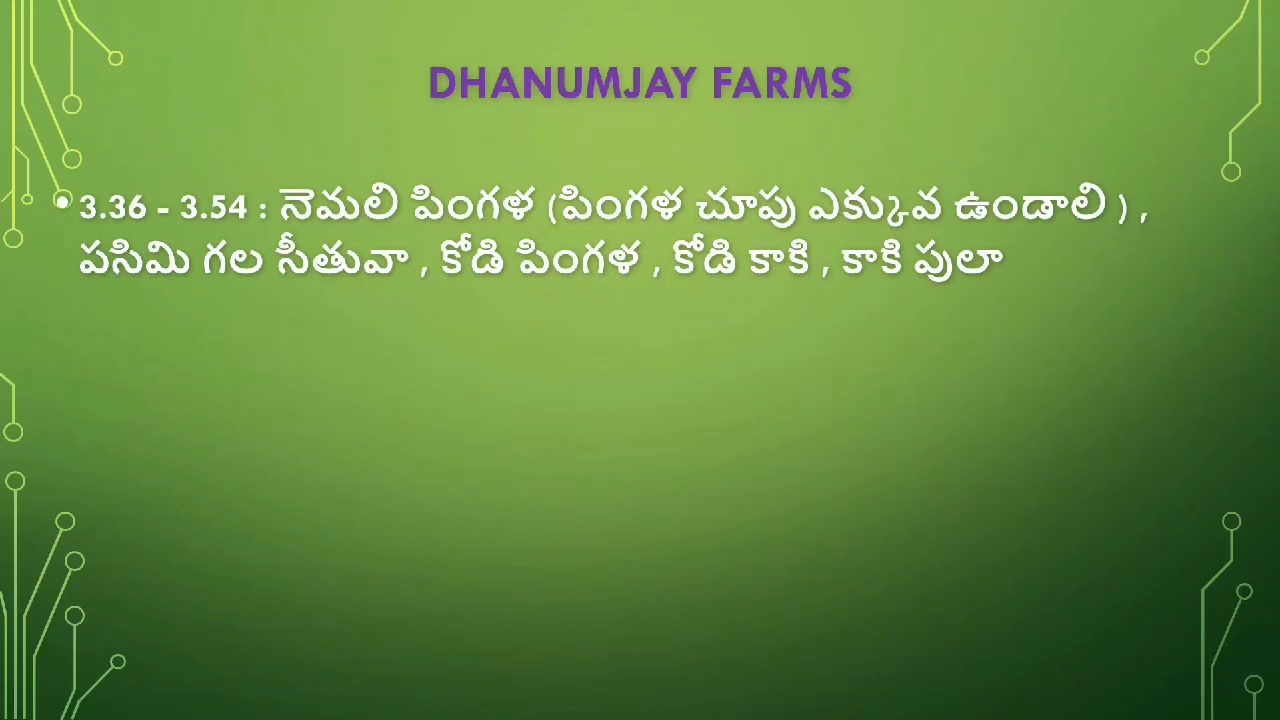 DHANUMJAY FARMS
• 3.36 - 3.54 : నెమలి పింగళ (పింగళ చూపు ఎక్కువ ఉండాలి ) ,
పసిమి గల సీతువా , కోడి పింగళ , కోడి కాకి , కాకి పులా